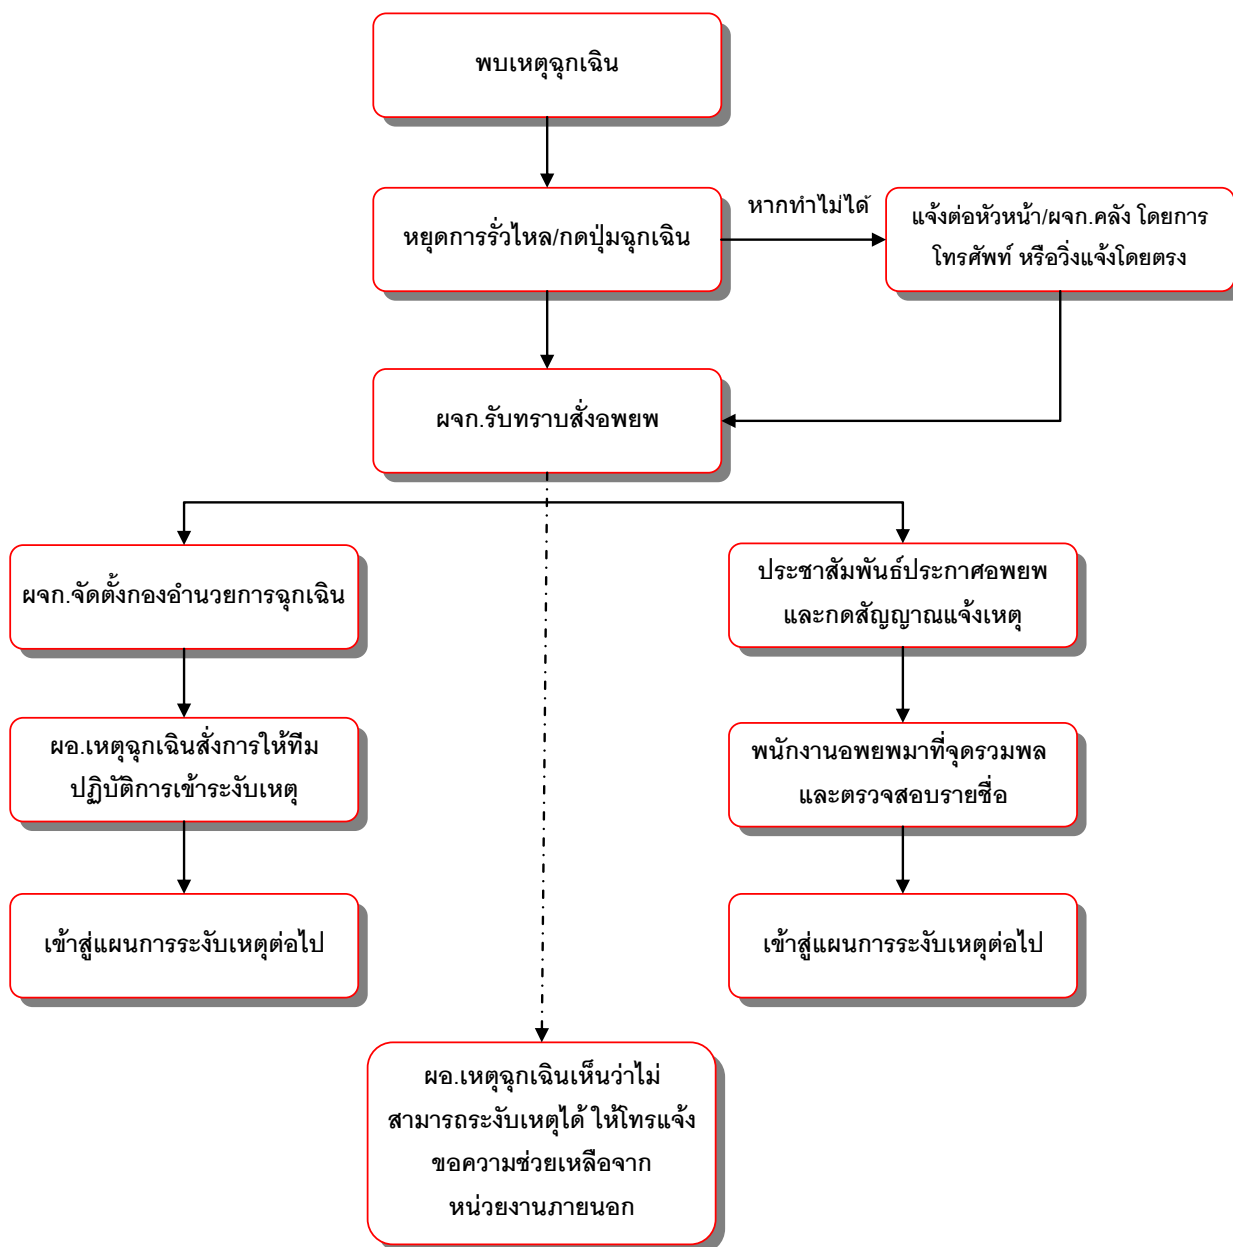 พบเหตุฉุกเฉิน
หยุดการรั่วไหล/กดปุ่มฉุกเฉิน
หากทำไม่ได้
แจ้งต่อหัวหน้า/ผจก.คลัง โดยการ
โทรศัพท์ หรือวิ่งแจ้งโดยตรง
ผจก.รับทราบสั่งอพยพ
ผจก.จัดตั้งกองอำนวยการฉุกเฉิน
ประชาสัมพันธ์ประกาศอพยพ
และกดสัญญาณแจ้งเหตุ
ผอ.เหตุฉุกเฉินสั่งการให้ทีม
ปฏิบัติการเข้าระงับเหตุ
พนักงานอพยพมาที่จุดรวมพล
และตรวจสอบรายชื่อ
เข้าสู่แผนการระงับเหตุต่อไป
เข้าสู่แผนการระงับเหตุต่อไป
ผอ.เหตุฉุกเฉินเห็นว่าไม่
สามารถระงับเหตุได้ ให้โทรแจ้ง
ขอความช่วยเหลือจาก
หน่วยงานภายนอก